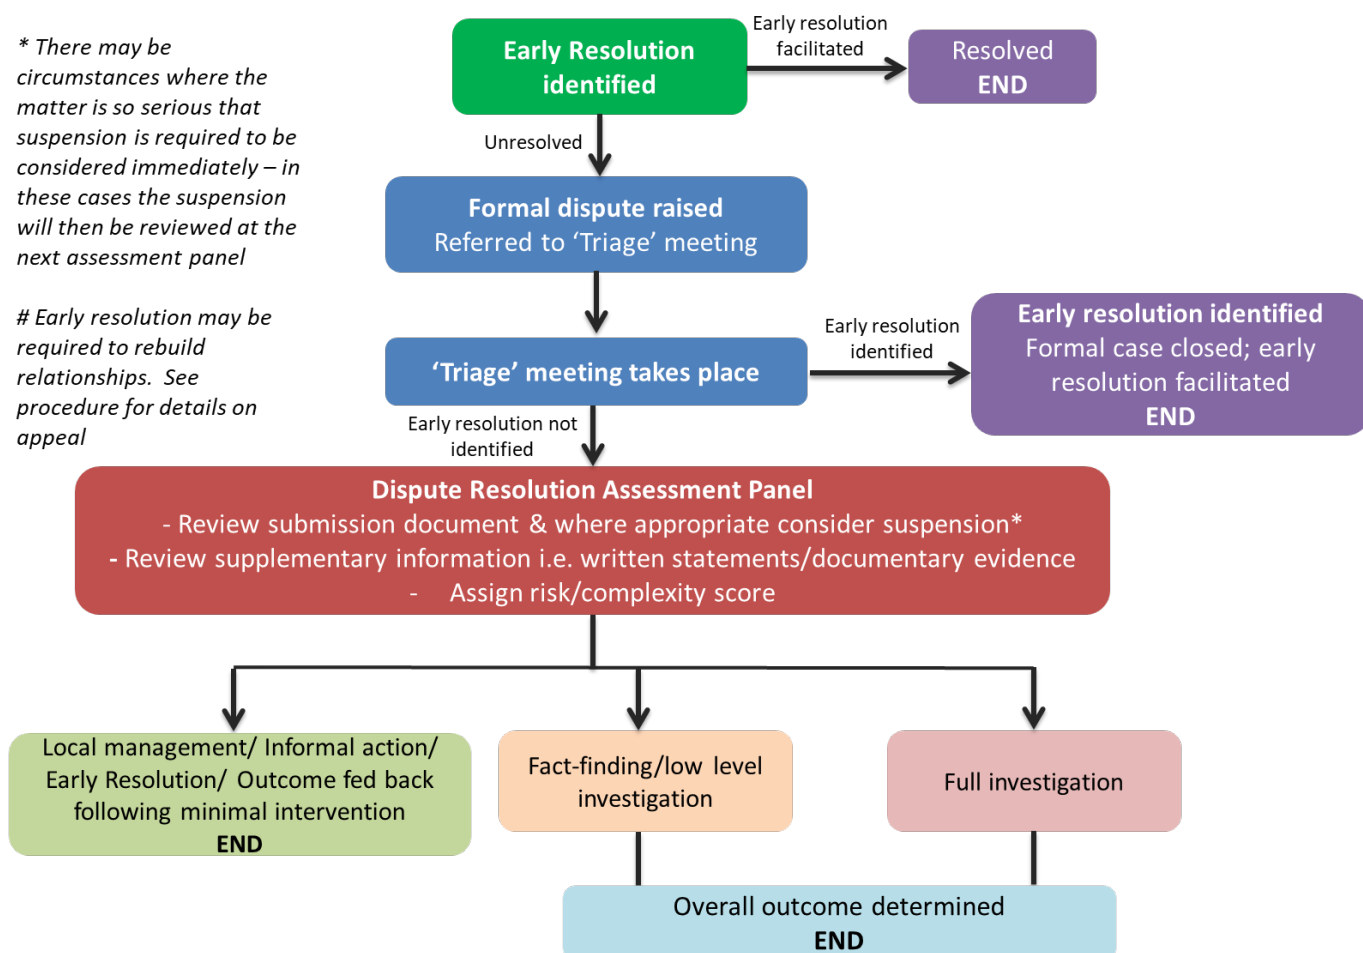 * There may be
circumstances where the
matter is so serious that
suspension is required to be
considered immediately – in
these cases the suspension
will then be reviewed at the
next assessment panel
# Early resolution may be
required to rebuild
relationships.  See
procedure for details on
appeal
Early Resolution
identified
Early resolution
facilitated
Resolved
END
Unresolved
Formal dispute raised
Referred to ‘Triage’ meeting
‘Triage’ meeting takes place
Early resolution
identified
Early resolution identified
Formal case closed; early
resolution facilitated
END
Early resolution not
identified
Dispute Resolution Assessment Panel
- Review submission document & where appropriate consider suspension*
- Review supplementary information i.e. written statements/documentary evidence
- Assign risk/complexity score
Local management/ Informal action/
Early Resolution/ Outcome fed back
following minimal intervention
END
Fact-finding/low level
investigation
Full investigation
Overall outcome determined
END